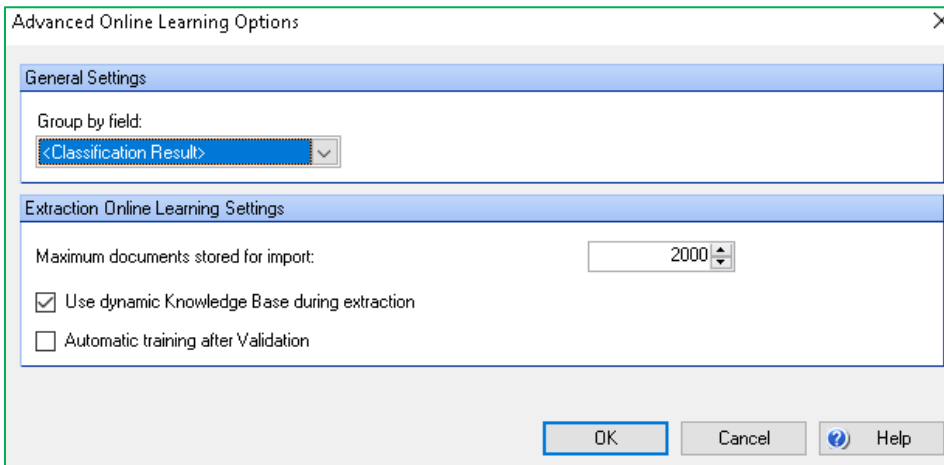 Advanced Online Learning Options
General Settings
Group by field:
<Classification Result>
Extraction Online Learning Settings
Maximum documents stored for import:
2000
Use dynamic Knowledge Base during extraction
Automatic training after Validation
OK
Cancel
Help